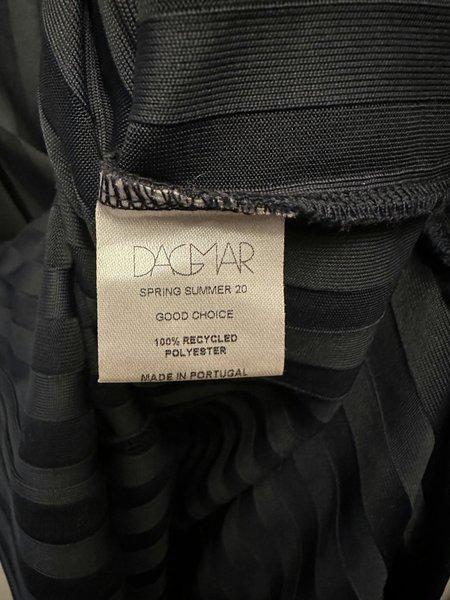 DAGMAR
SPRING SUMMER 20
GOOD CHOICE
100% RECYCLED
POLYESTER
MADE IN PORTUGAL